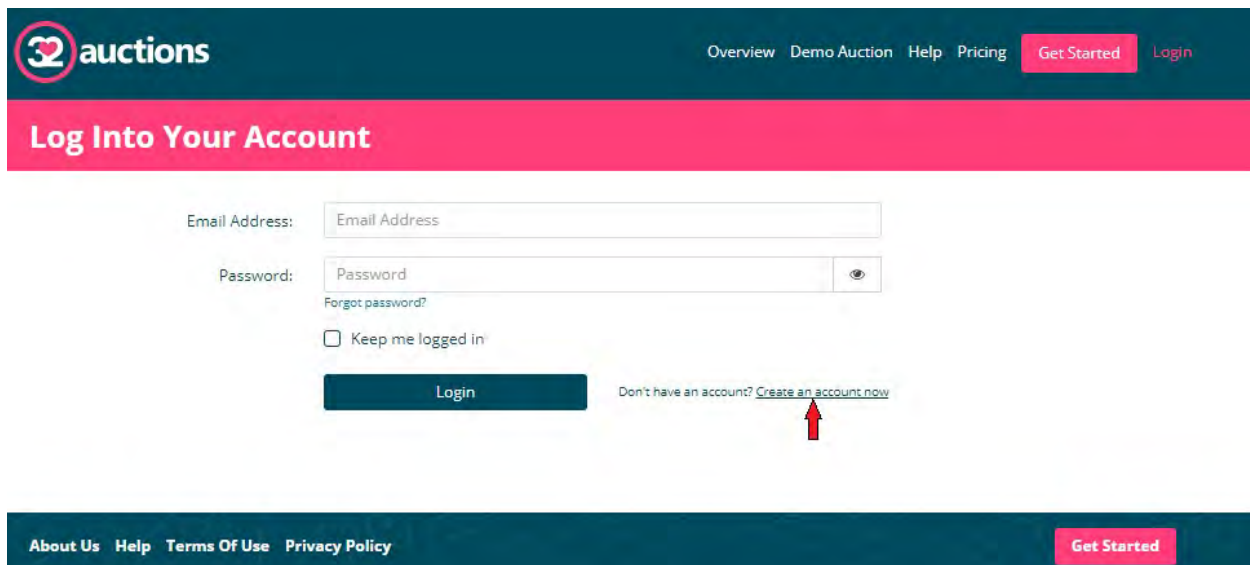 32 auctions
Overview Demo Auction Help Pricing Get Started Login
Log Into Your Account
Email Address: Email Address
Password: Password
Forgot password?
Keep me logged in
Login Don't have an account? Create an account now
About Us Help Terms Of Use Privacy Policy Get Started